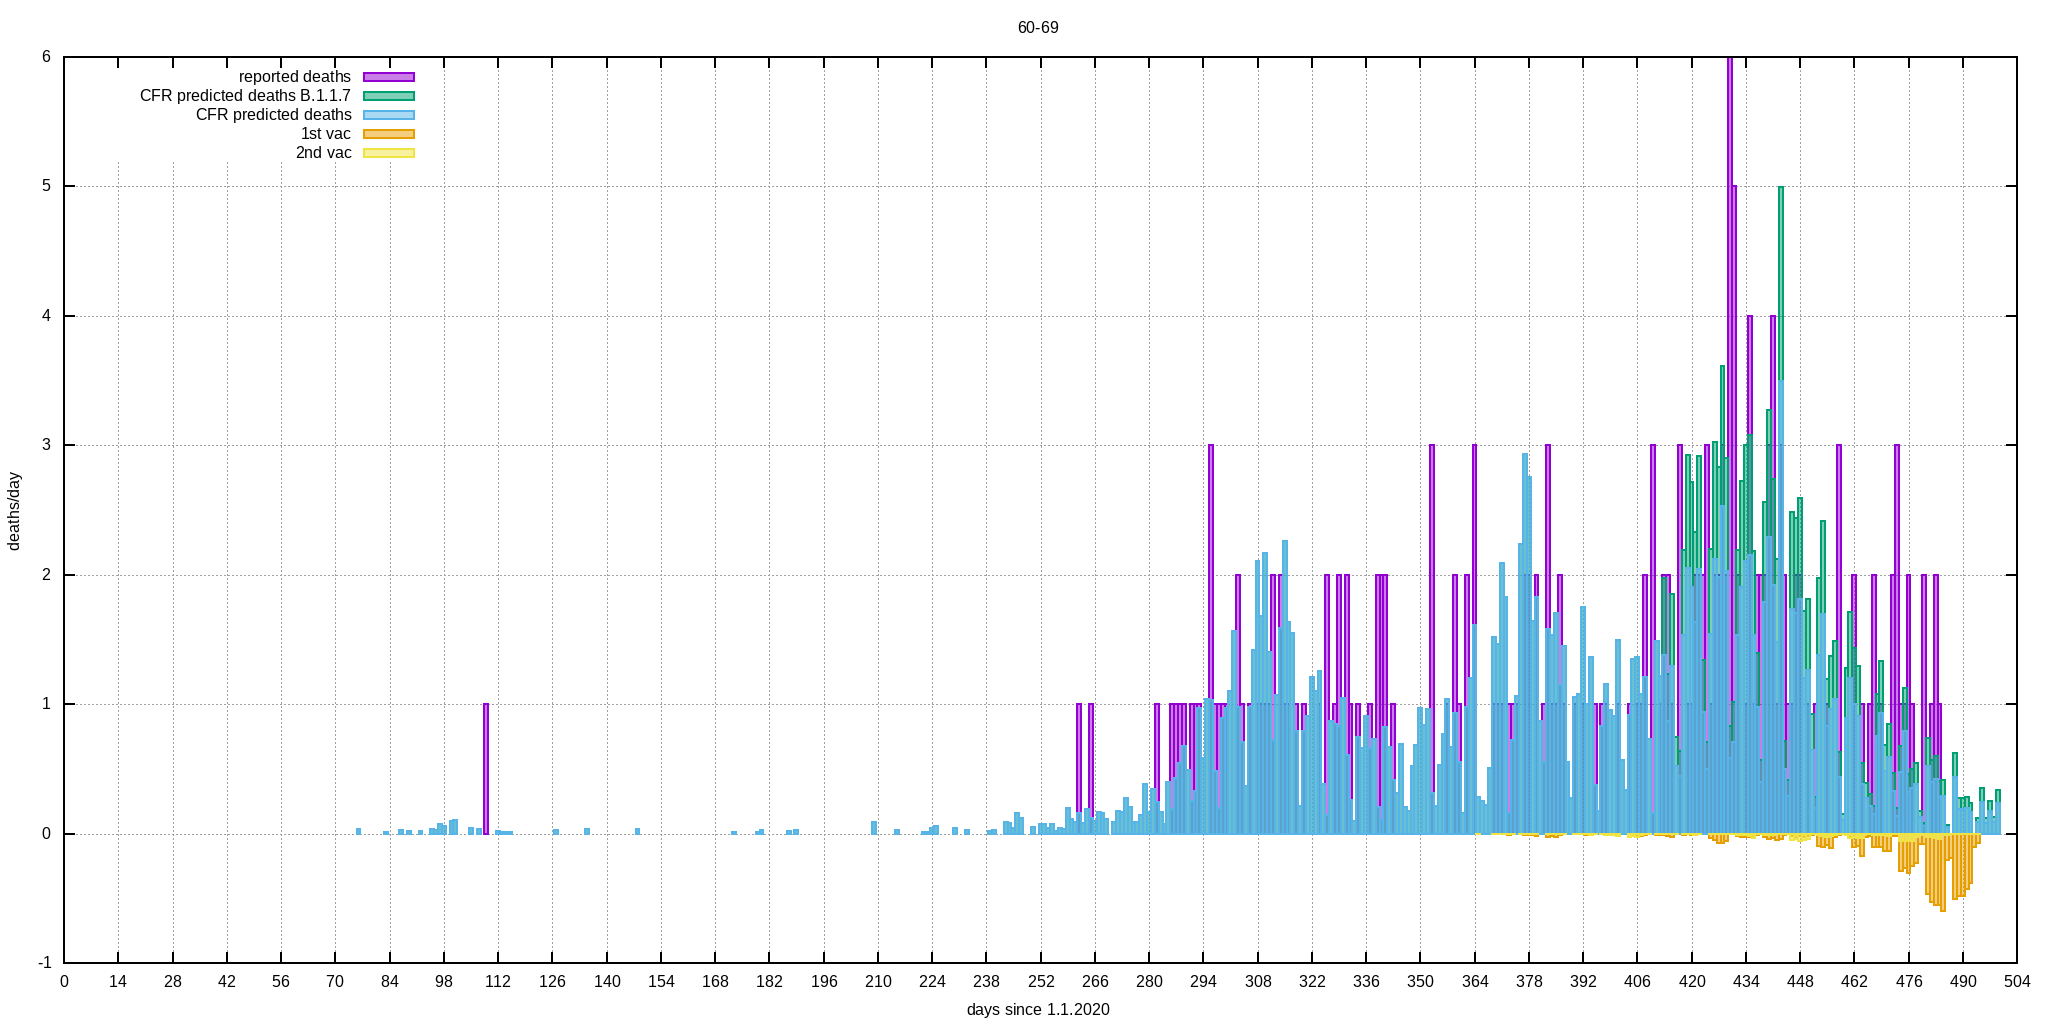 60-69
reported deaths
CFR predicted deaths B.1.1.7
CFR predicted deaths
1st vac
2nd vac
6
5
4
3
2
1
0
-1
deaths/day
0 14 28 42 56 70 84 98 112 126 140 154 168 182 196 210 224 238 252 266 280 294 308 322 336 350 364 378 392 406 420 434 448 462 476 490 504
days since 1.1.2020